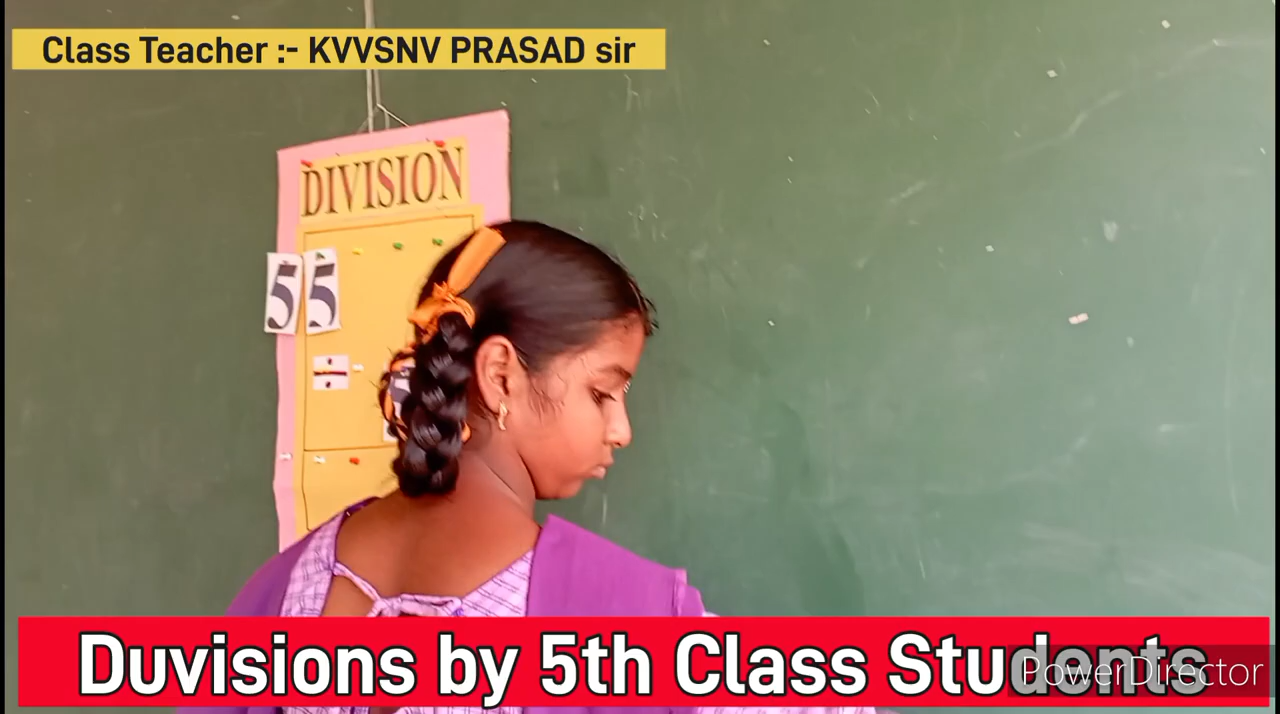 Class Teacher :- KVVSNV PRASAD sir
DIVISION
5 5
÷
Duvisions by 5th Class Students
PowerDirector